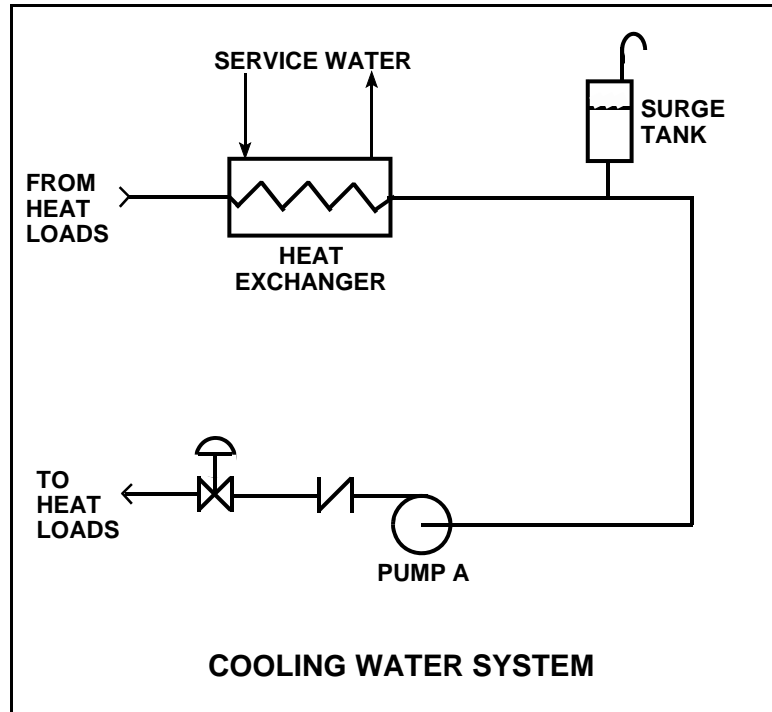 SERVICE WATER
SURGE
TANK
FROM
HEAT
LOADS
HEAT
EXCHANGER
TO
HEAT
LOADS
PUMP A
COOLING WATER SYSTEM